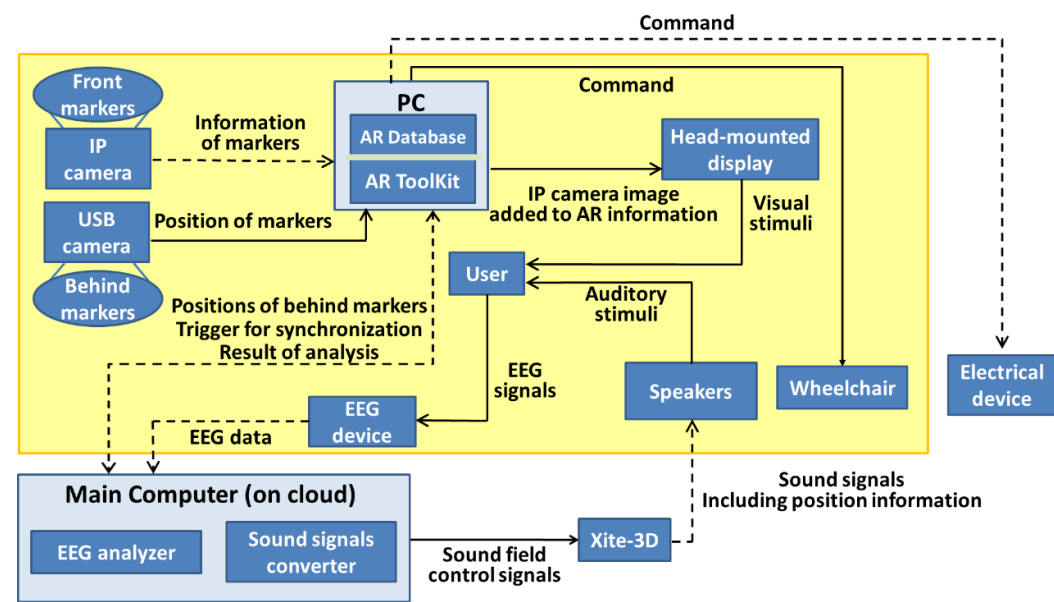 Command
Front
markers
IP
camera
Information
of markers
PC
AR Database
AR ToolKit
Command
Head-mounted
display
IP camera image
added to AR information
Visual
stimuli
USB
camera
Position of markers
Behind
markers
User
Auditory
stimuli
Positions of behind markers
Trigger for synchronization
Result of analysis
EEG
signals
Speakers
Wheelchair
Electrical
device
EEG
device
EEG data
Main Computer (on cloud)
EEG analyzer
Sound signals
converter
Sound field
control signals
Xite-3D
Sound signals
Including position information